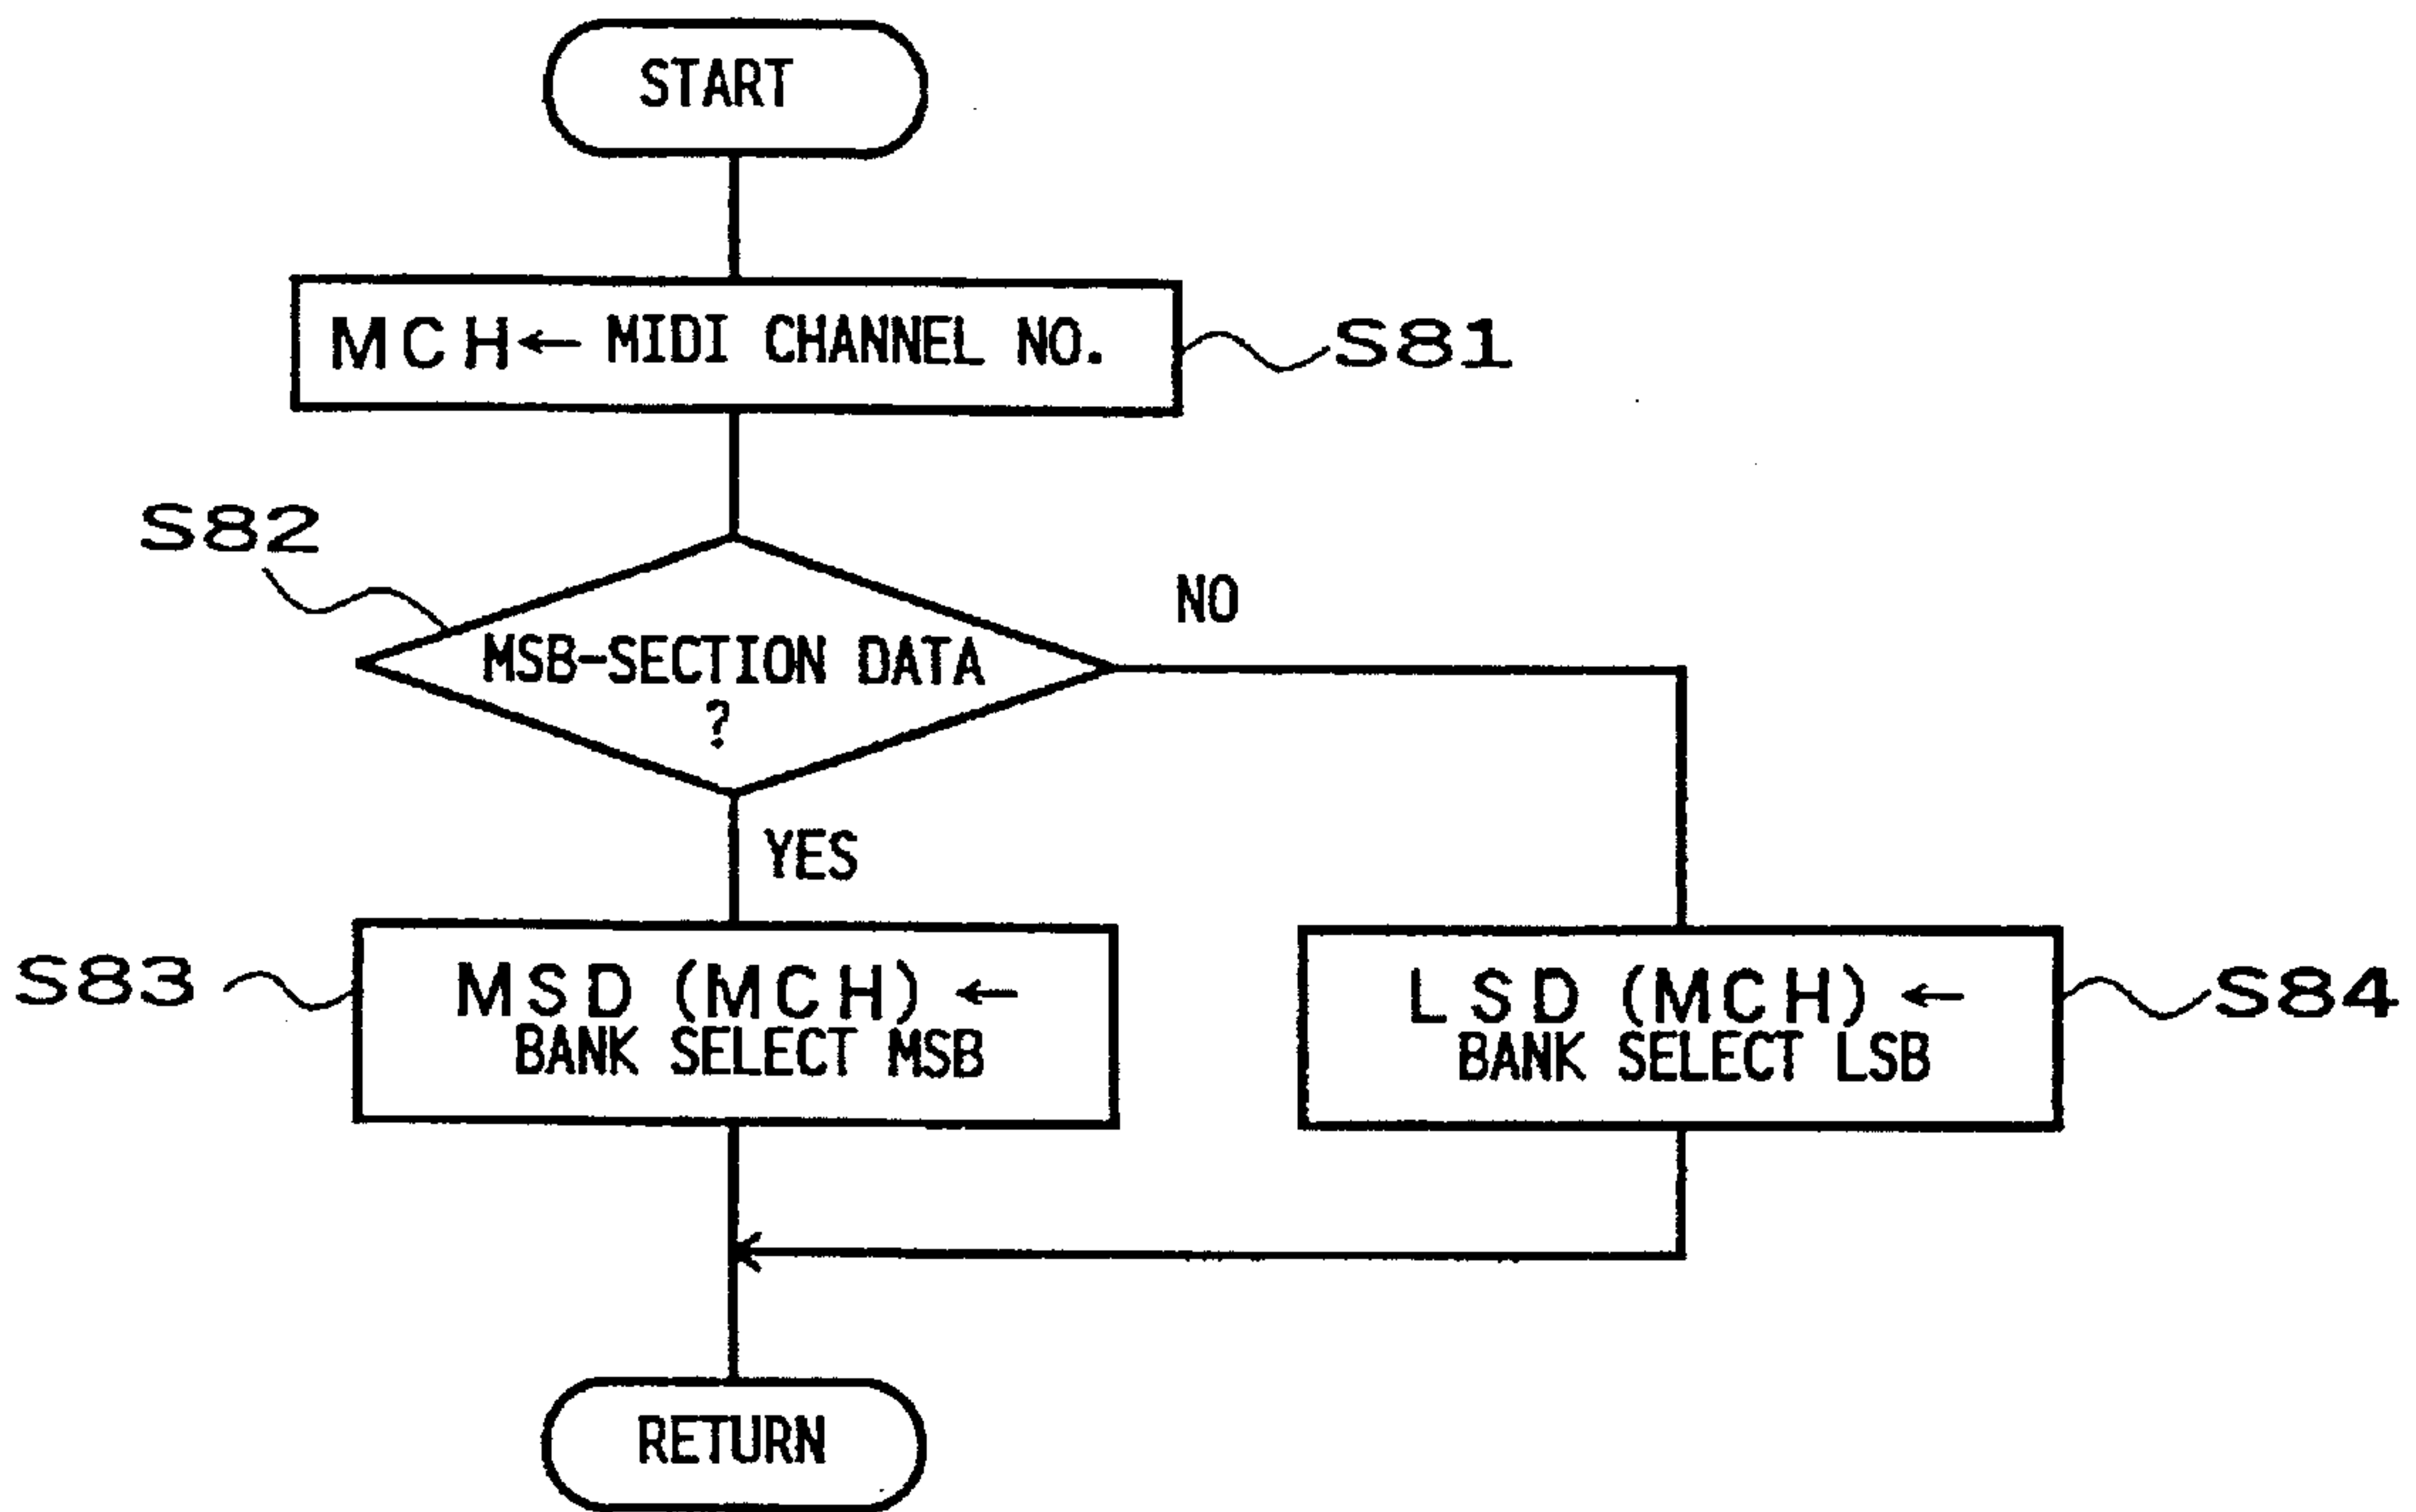 START
MCH← MIDI CHANNEL NO.
S81
S82
NO
MSB-SECTION DATA
?
YES
S83
MSD (MCH) ←
BANK SELECT MSB
LSD (MCH) ←
BANK SELECT LSB
S84
RETURN